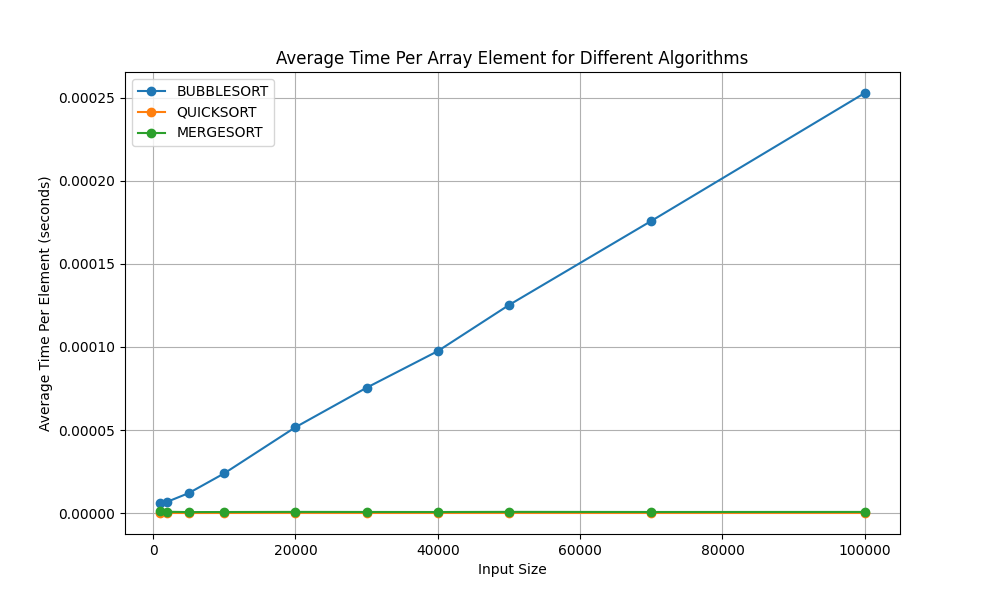 Average Time Per Array Element for Different Algorithms
BUBBLESORT
QUICKSORT
MERGESORT
Average Time Per Element (seconds)
0.00025
0.00020
0.00015
0.00010
0.00005
0.00000
0
20000
40000
60000
80000
100000
Input Size